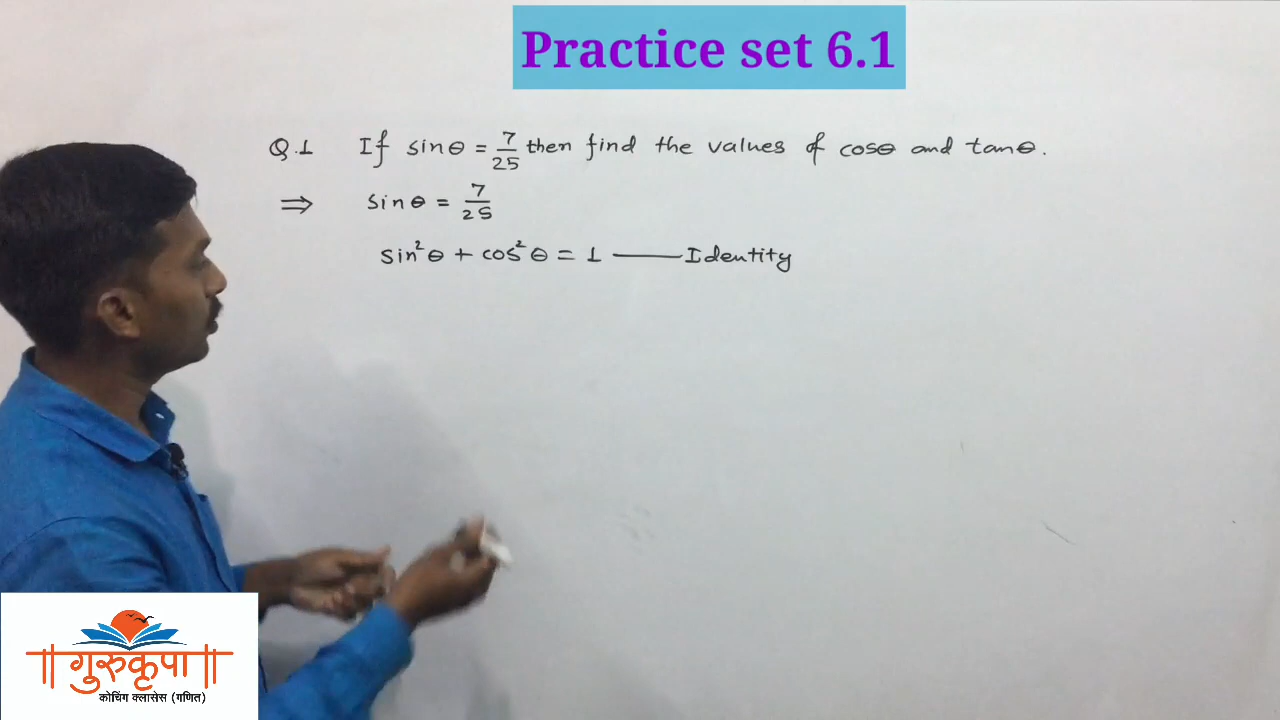 Practice set 6.1
Q.1 If sinθ = 7/25 then find the values of cosθ and tanθ.
⇒ sinθ = 7/25
sin²θ + cos²θ = 1 —— Identity
गुरुकृपा
कोचिंग क्लासेस (गणित)